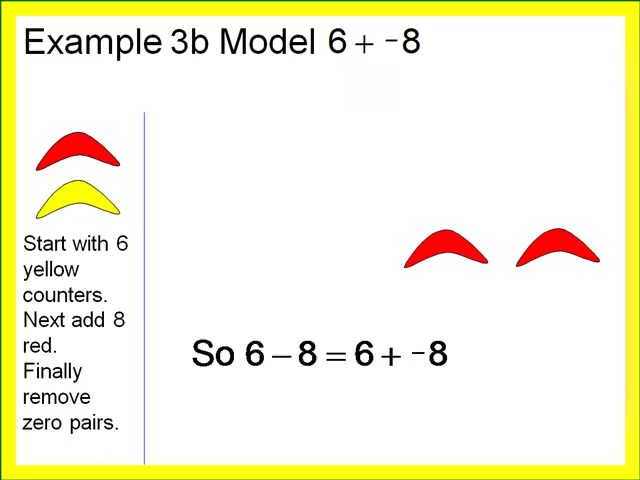 Example 3b Model 6 + ⁻8
Start with 6
yellow
counters.
Next add 8
red.
Finally
remove
zero pairs.
So 6 − 8 = 6 + ⁻8